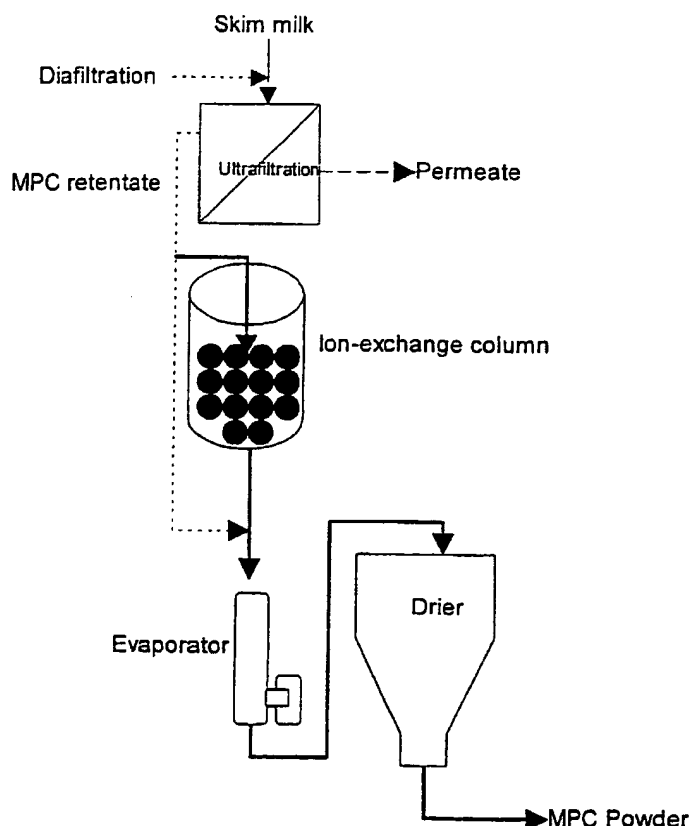 Skim milk
Diafiltration
Ultrafiltration
Permeate
MPC retentate
Ion-exchange column
Drier
Evaporator
MPC Powder